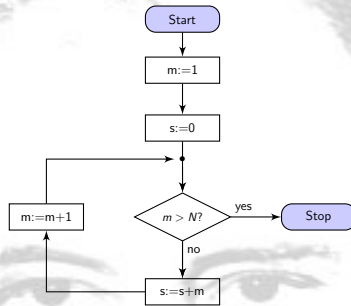 Start
m:=1
s:=0
m > N?
yes
Stop
no
m:=m+1
s:=s+m